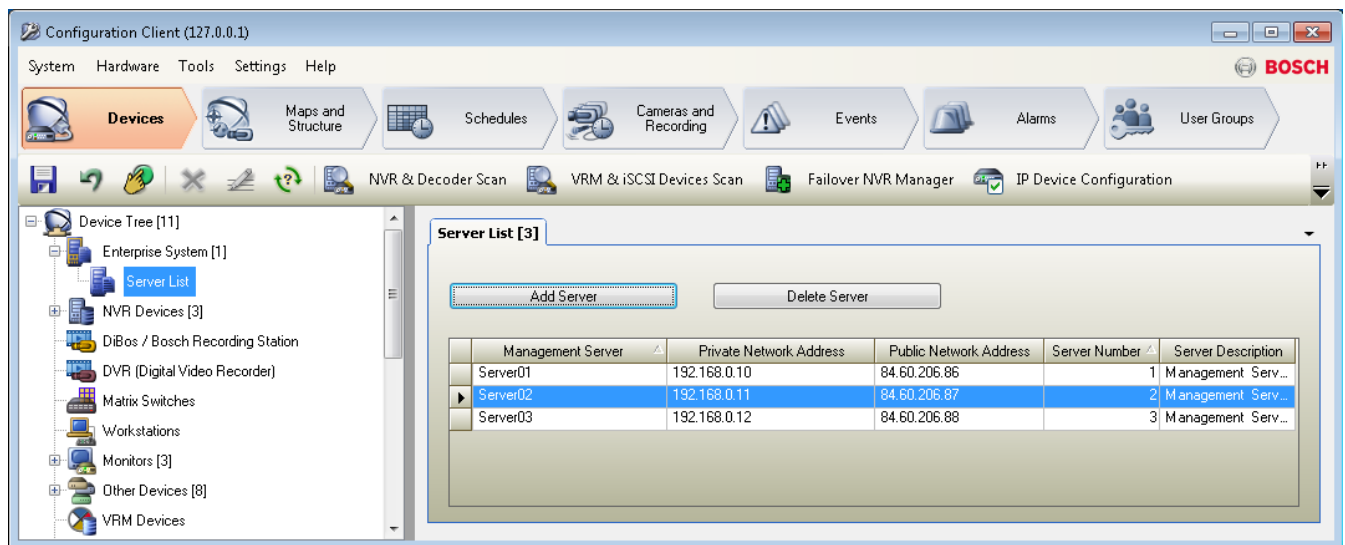 Configuration Client (127.0.0.1)
System Hardware Tools Settings Help
BOSCH
Devices
Maps and
Structure
Schedules
Cameras and
Recording
Events
Alarms
User Groups
NVR & Decoder Scan VRM & iSCSI Devices Scan Failover NVR Manager IP Device Configuration
Device Tree [11]
Enterprise System [1]
Server List
NVR Devices [3]
DiBos / Bosch Recording Station
DVR (Digital Video Recorder)
Matrix Switches
Workstations
Monitors [3]
Other Devices [8]
VRM Devices
Server List [3]
Add Server Delete Server
Management Server Private Network Address Public Network Address Server Number Server Description
Server01 192.168.0.10 84.60.206.86 1 Management Serv...
Server02 192.168.0.11 84.60.206.87 2 Management Serv...
Server03 192.168.0.12 84.60.206.88 3 Management Serv...